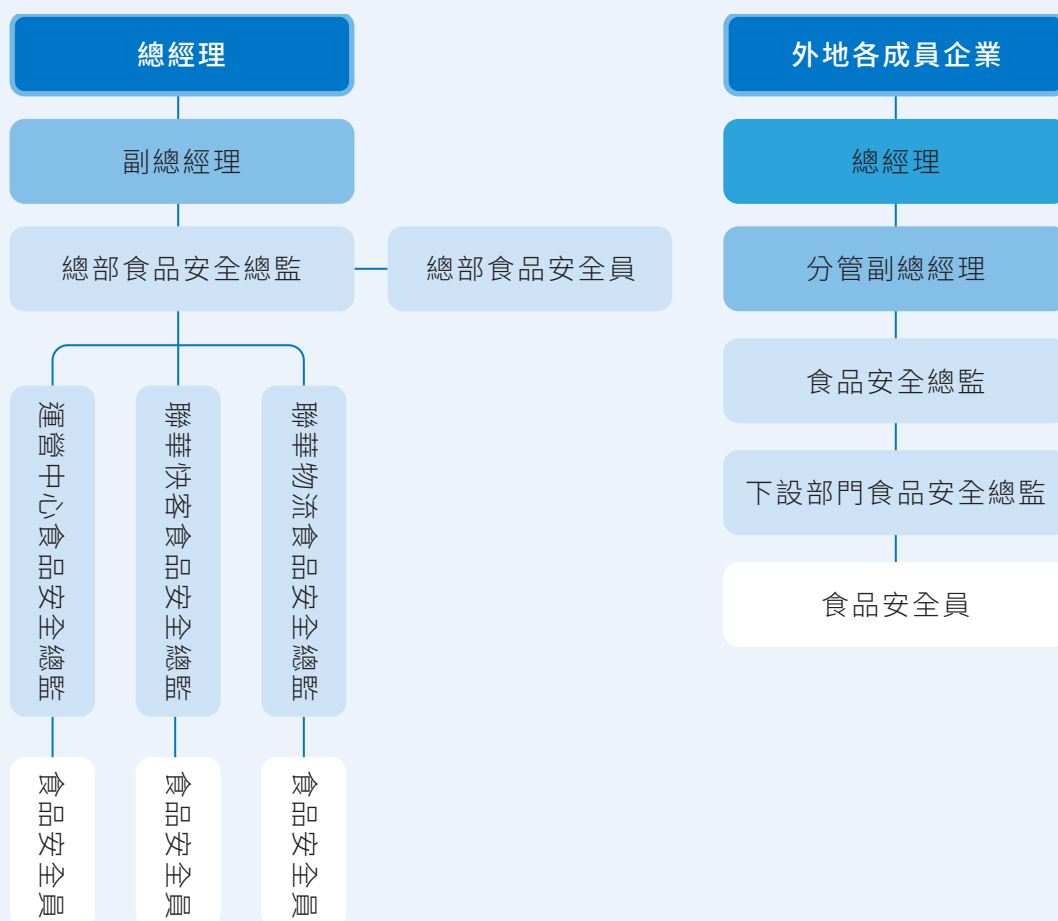 總經理
副總經理
總部食品安全總監
總部食品安全員
運營中心食品安全總監
聯華快客食品安全總監
聯華物流食品安全總監
食品安全員
食品安全員
食品安全員
外地各成員企業
總經理
分管副總經理
食品安全總監
下設部門食品安全總監
食品安全員